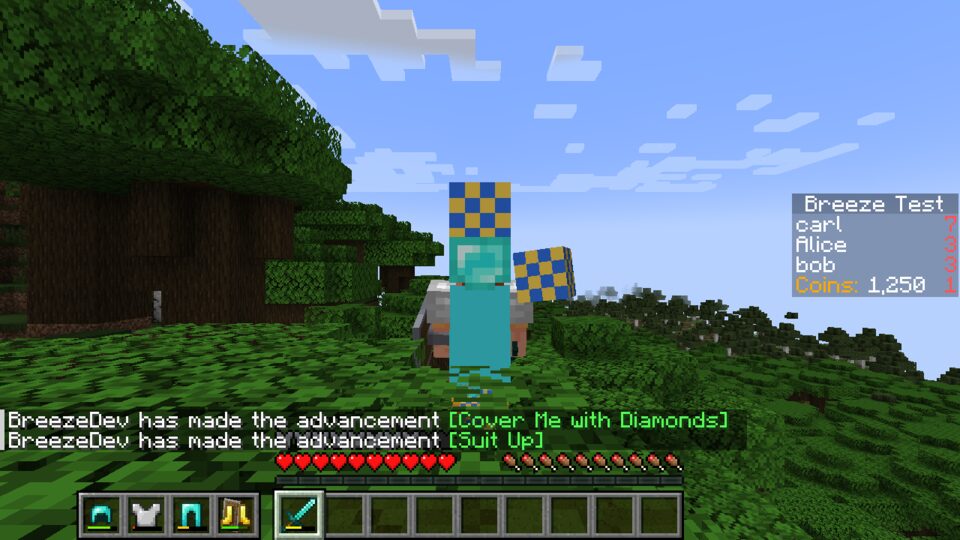 Breeze Test
carl 7
Alice 3
bob 3
Coins: 1,250 1
BreezeDev has made the advancement [Cover Me with Diamonds]
BreezeDev has made the advancement [Suit Up]